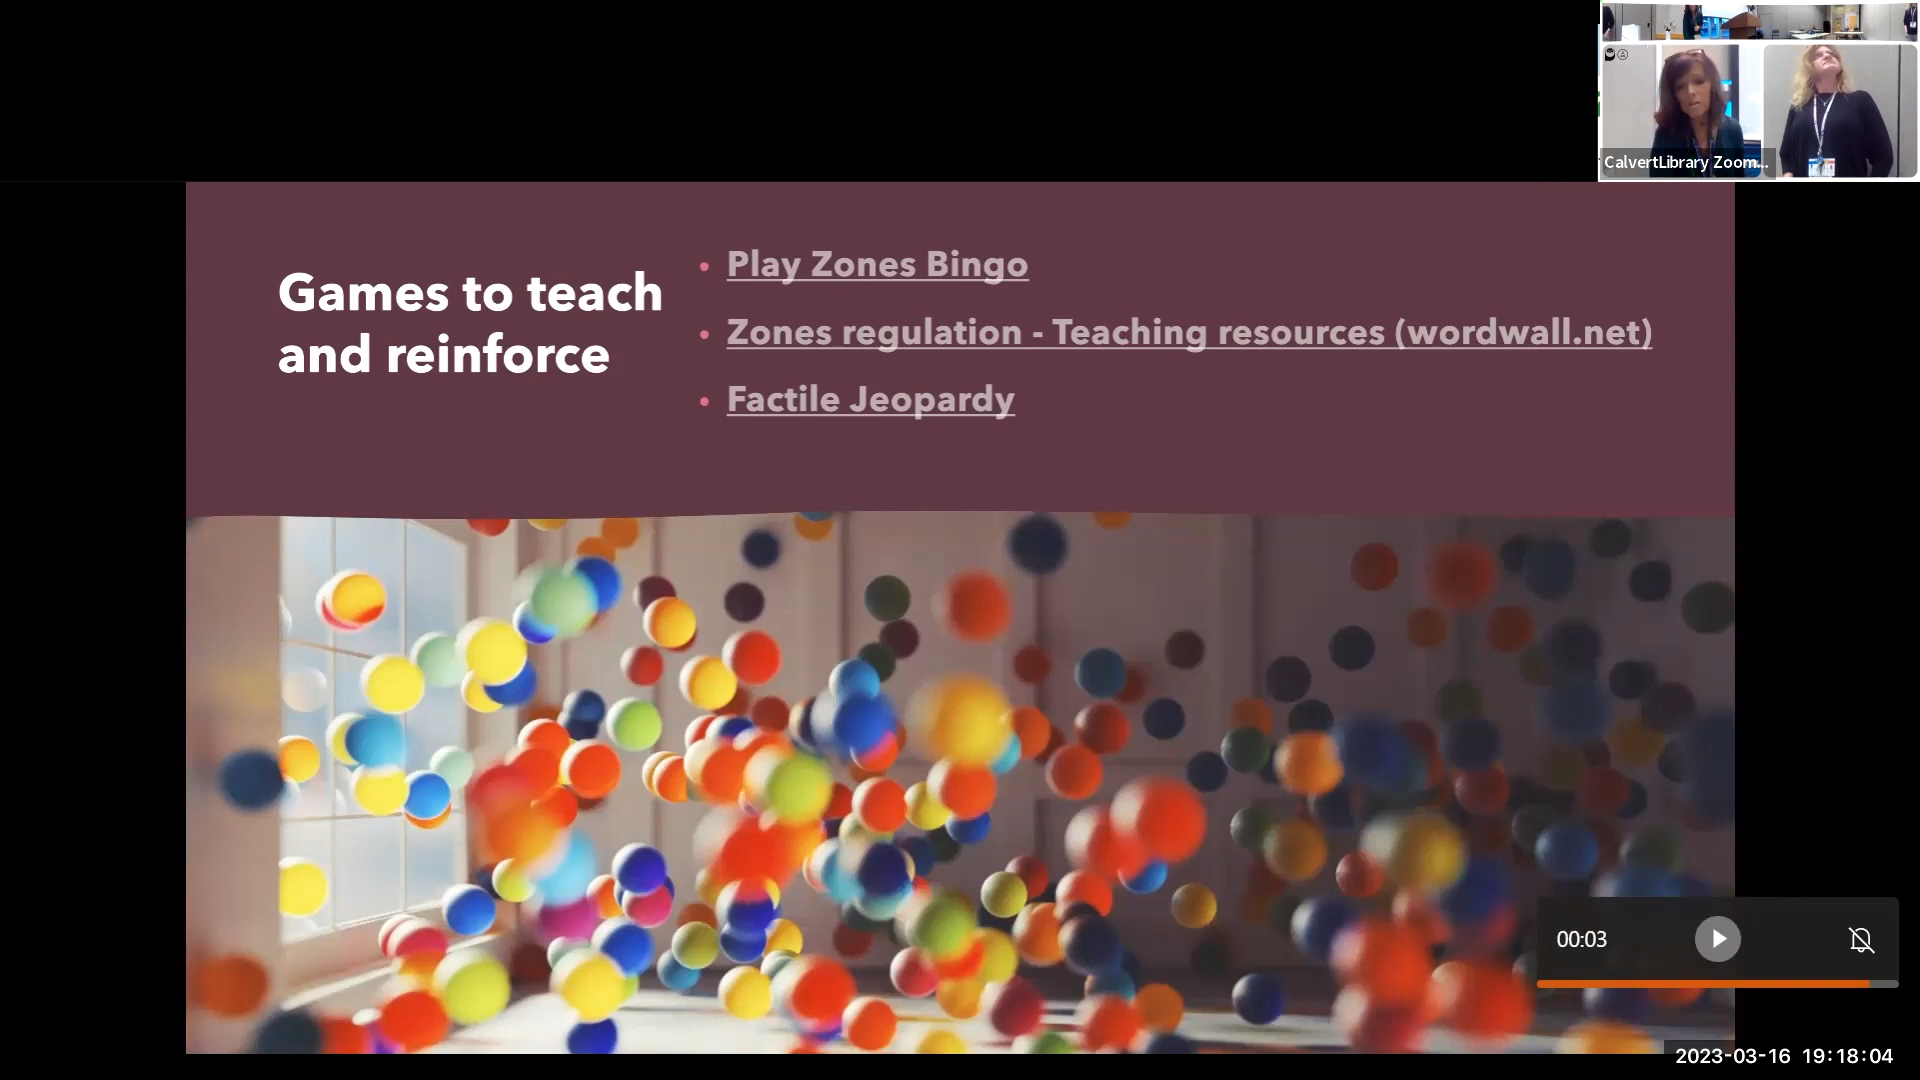 CalvertLibrary Zoom...
Games to teach
and reinforce
• Play Zones Bingo
• Zones regulation - Teaching resources (wordwall.net)
• Factile Jeopardy
00:03
2023-03-16 19:18:04